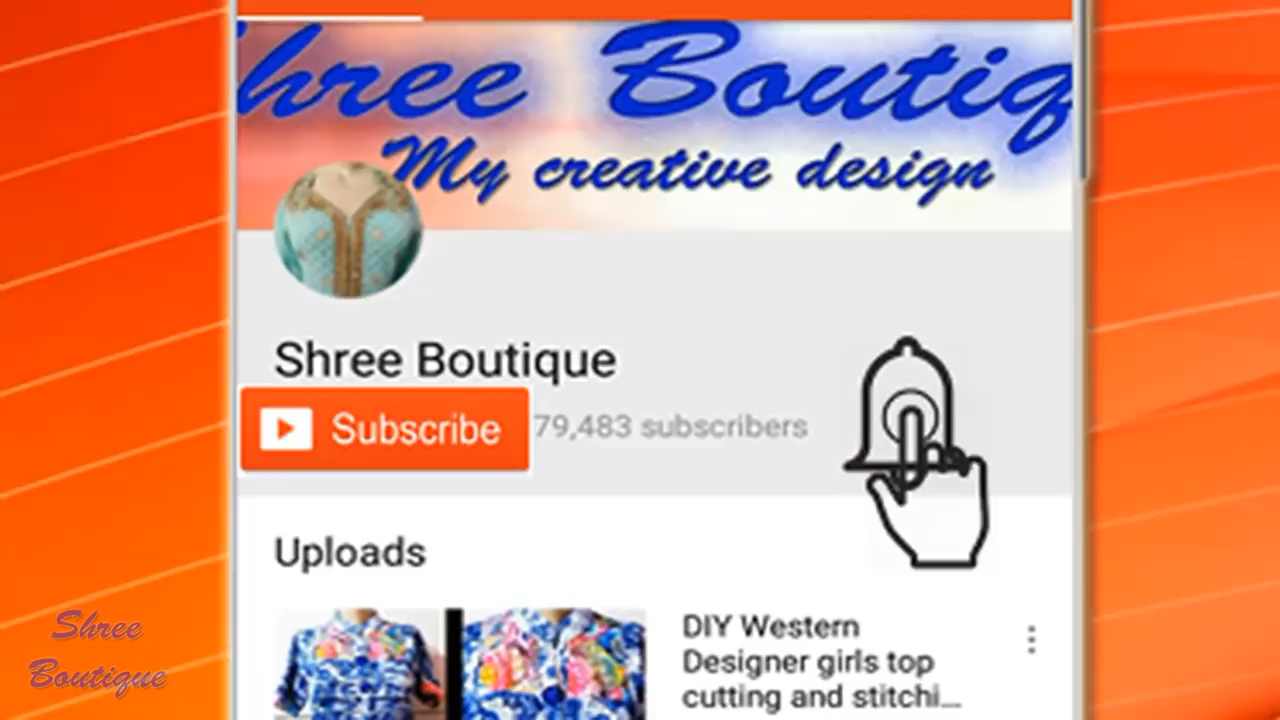 hree Boutiq
My creative design
Shree Boutique
Subscribe
79,483 subscribers
Uploads
DIY Western
Designer girls top
cutting and stitchi...
Shree
Boutique